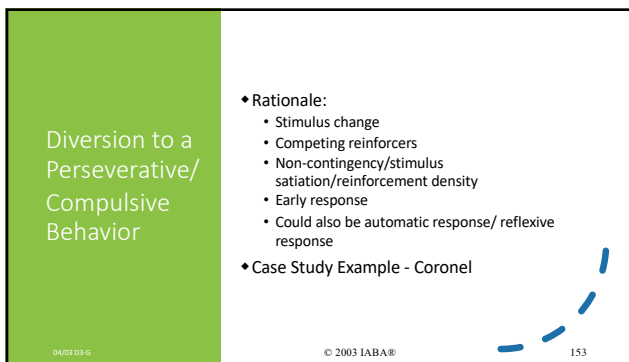 Diversion to a
Perseverative/
Compulsive
Behavior
◆Rationale:
• Stimulus change
• Competing reinforcers
• Non-contingency/stimulus
satiation/reinforcement density
• Early response
• Could also be automatic response/ reflexive
response
◆Case Study Example - Coronel
04/03 D3-G
© 2003 IABA®
153